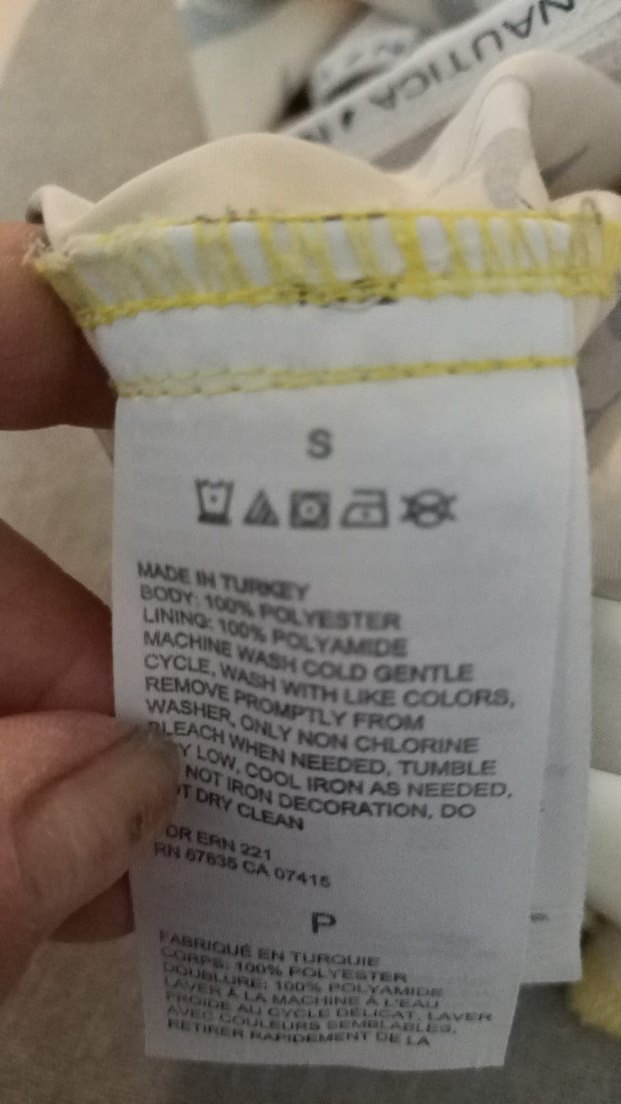 NAUTICA
S
MADE IN TURKEY
BODY: 100% POLYESTER
LINING: 100% POLYAMIDE
MACHINE WASH COLD GENTLE
CYCLE, WASH WITH LIKE COLORS,
REMOVE PROMPTLY FROM
WASHER, ONLY NON CHLORINE
BLEACH WHEN NEEDED, TUMBLE
LOW, COOL IRON AS NEEDED,
NOT IRON DECORATION, DO
DRY CLEAN
ERN 221
RN 67835 CA 07415
P
FABRIQUÉ EN TURQUIE
CORPS: 100% POLYESTER
DOUBLURE: 100% POLYAMIDE
LAVER À LA MACHINE À L'EAU
FROIDE AU CYCLE DÉLICAT, LAVER
AVEC COULEURS SEMBLABLES,
RETIRER RAPIDEMENT DE LA